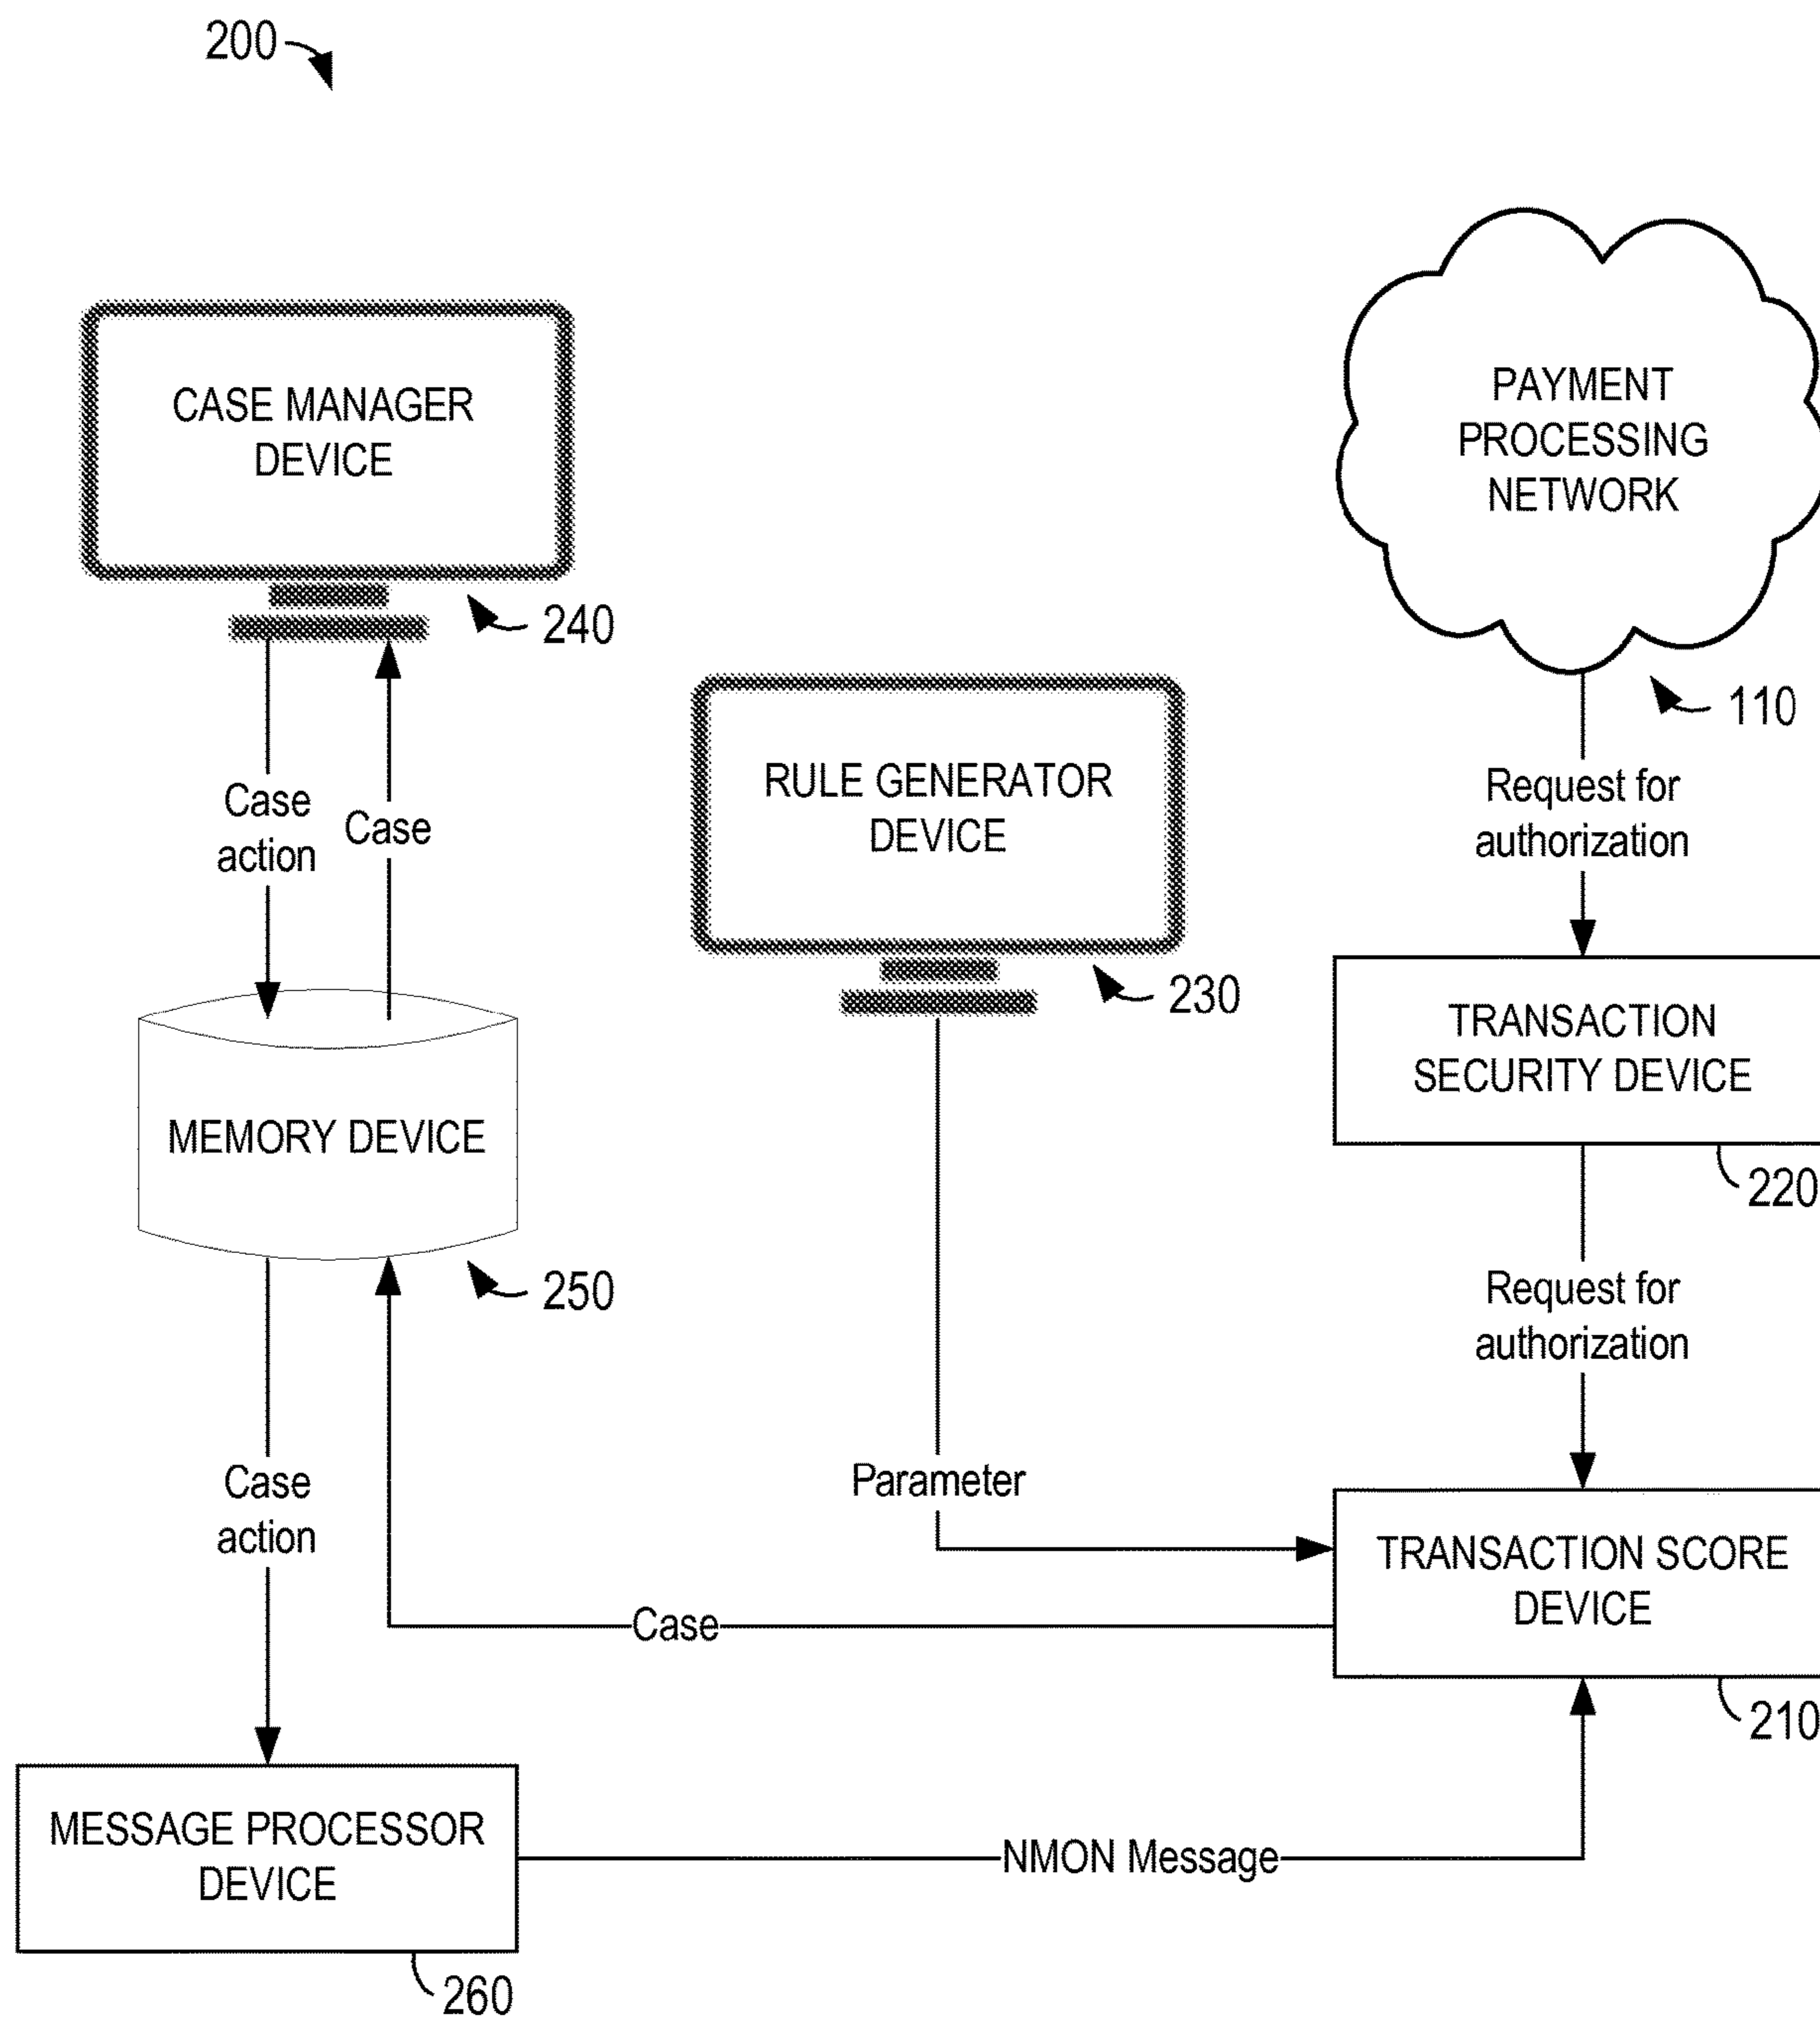 200
CASE MANAGER
DEVICE
240
PAYMENT
PROCESSING
NETWORK
110
RULE GENERATOR
DEVICE
230
Case
action
Case
Request for
authorization
TRANSACTION
SECURITY DEVICE
220
MEMORY DEVICE
250
Request for
authorization
Case
action
Parameter
TRANSACTION SCORE
DEVICE
210
Case
MESSAGE PROCESSOR
DEVICE
260
NMON Message